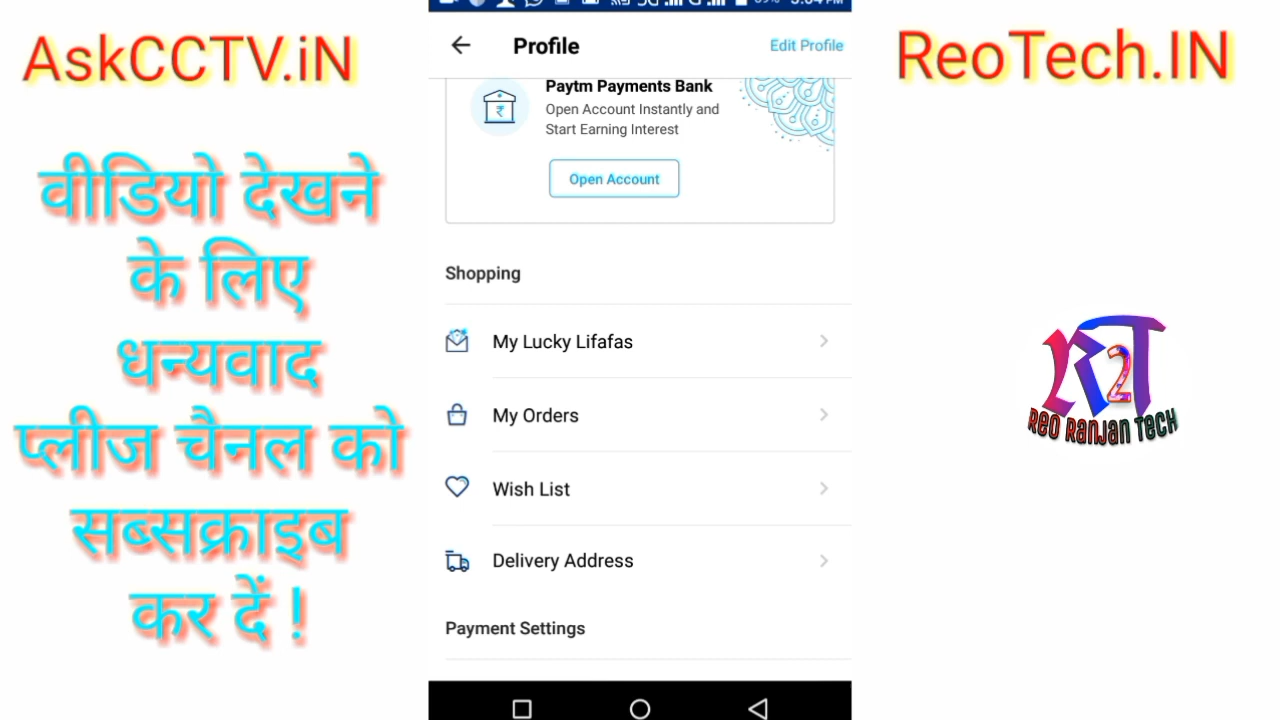 AskCCTV.iN
वीडियो देखने
के लिए
धन्यवाद
प्लीज चैनल को
सब्सक्राइब
कर दें !
Profile
Edit Profile
Paytm Payments Bank
Open Account Instantly and
Start Earning Interest
Open Account
Shopping
My Lucky Lifafas
My Orders
Wish List
Delivery Address
Payment Settings
ReoTech.IN
R2T
REO RANJAN TECH